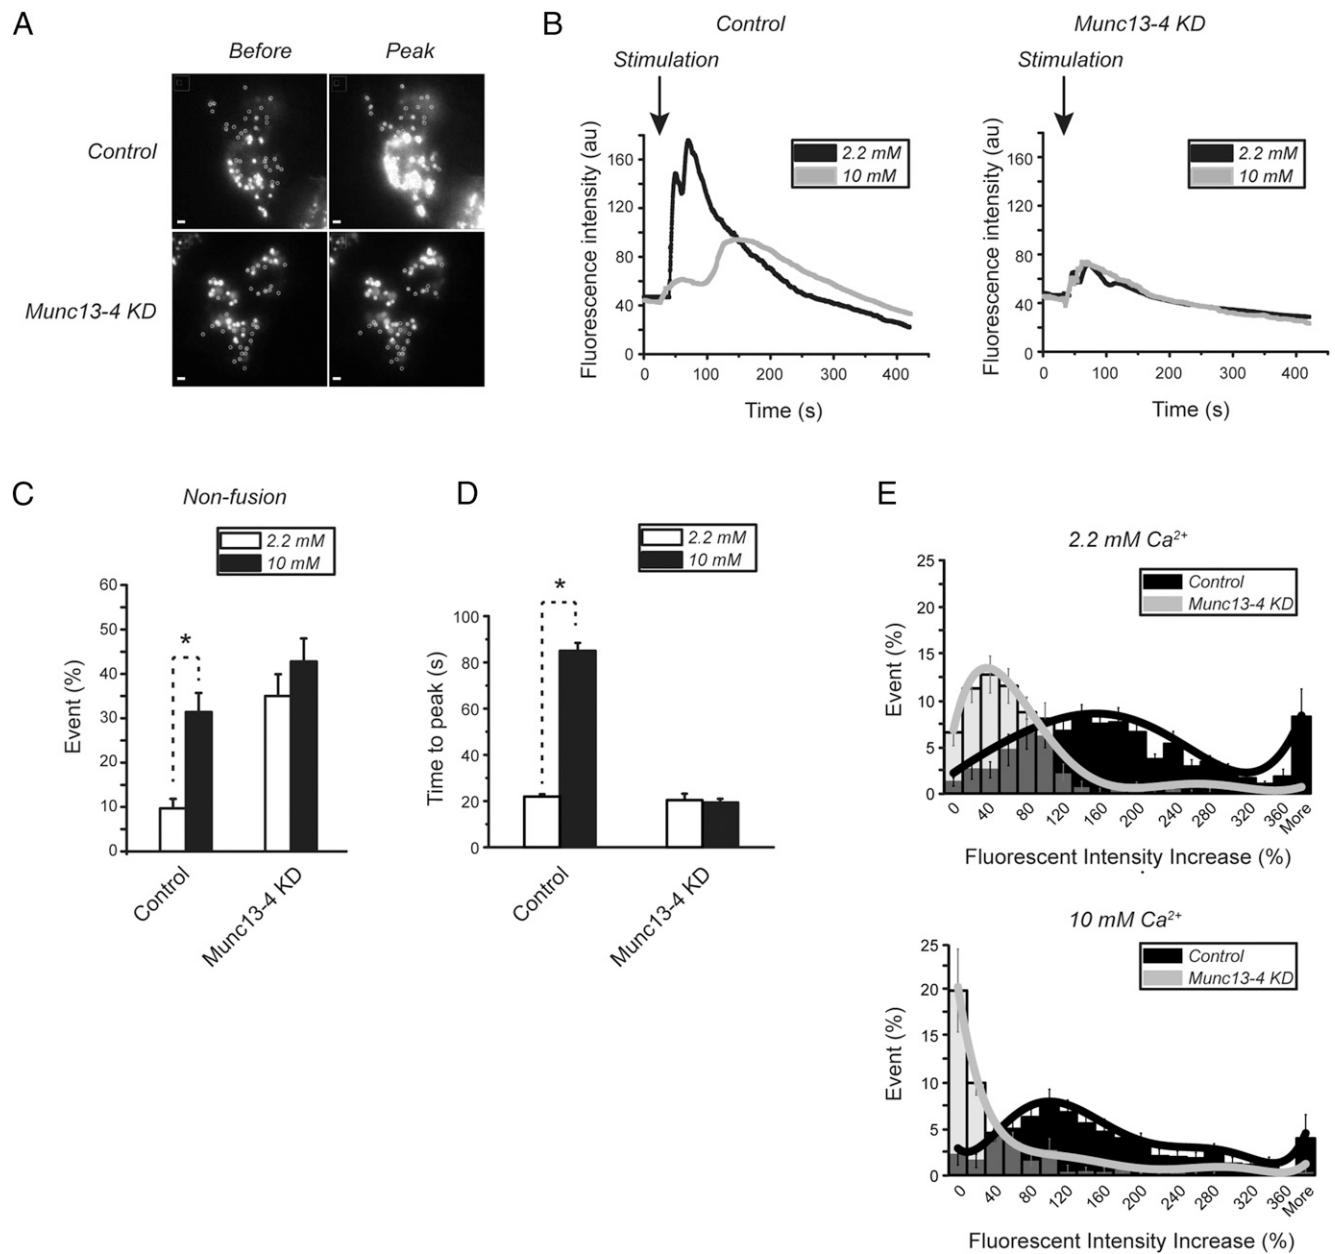 A
Before
Peak
Control
Munc13-4 KD
B
Control
Munc13-4 KD
Stimulation
Stimulation
Fluorescence intensity (au)
160
120
80
40
0
2.2 mM
10 mM
0 100 200 300 400
Time (s)
Fluorescence intensity (au)
160
120
80
40
0
2.2 mM
10 mM
0 100 200 300 400
Time (s)
C
Non-fusion
2.2 mM
10 mM
Event (%)
60
50
40
30
20
10
0
*
Control
Munc13-4 KD
D
2.2 mM
10 mM
Time to peak (s)
100
80
60
40
20
0
*
Control
Munc13-4 KD
E
2.2 mM Ca²⁺
Control
Munc13-4 KD
Event (%)
25
20
15
10
5
0
0 40 80 120 160 200 240 280 320 360 More
Fluorescent Intensity Increase (%)
10 mM Ca²⁺
Control
Munc13-4 KD
Event (%)
25
20
15
10
5
0
0 40 80 120 160 200 240 280 320 360 More
Fluorescent Intensity Increase (%)